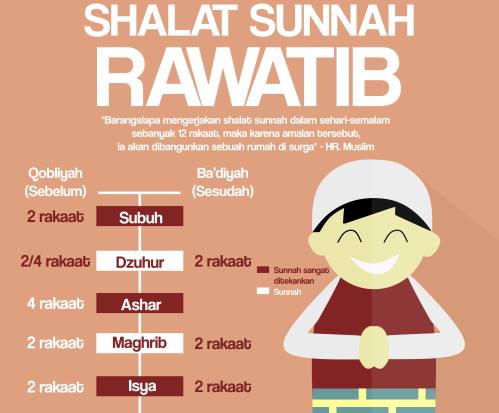 SHALAT SUNNAH
RAWATIB
"Barangsiapa mengerjakan shalat sunnah dalam sehari-semalam
sebanyak 12 rakaat, maka karena amalan tersebut,
ia akan dibangunkan sebuah rumah di surga" - HR. Muslim
Qobliyah
(Sebelum)
Ba'diyah
(Sesudah)
2 rakaat Subuh
2/4 rakaat Dzuhur 2 rakaat
4 rakaat Ashar
2 rakaat Maghrib 2 rakaat
2 rakaat Isya 2 rakaat
Sunnah sangat
ditekankan
Sunnah